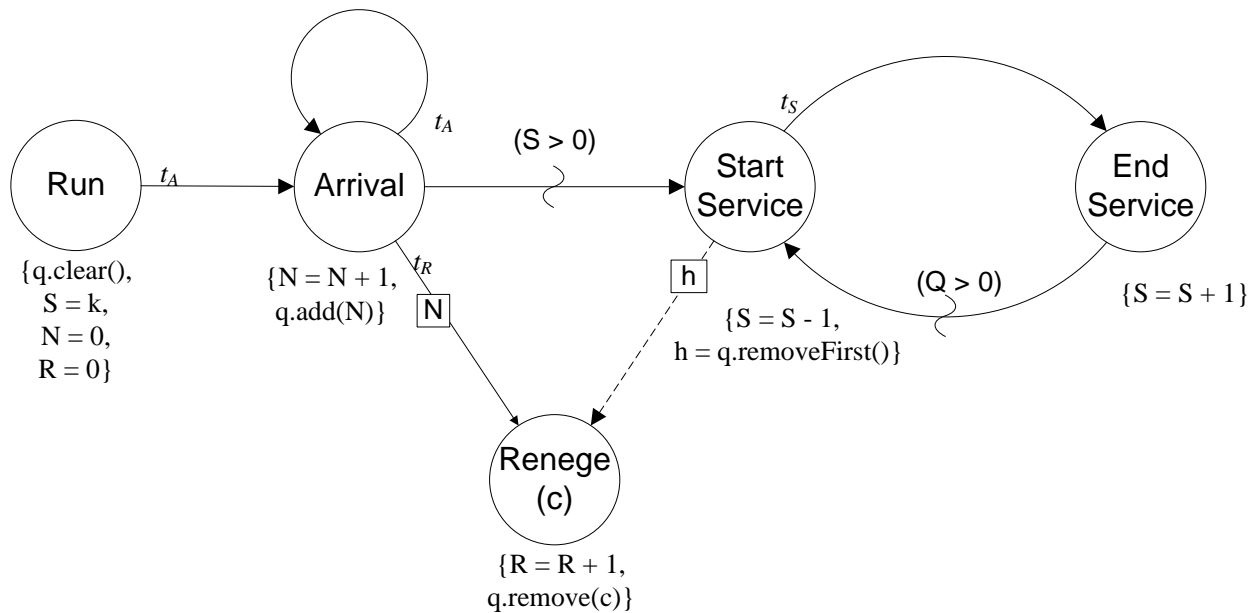 Run
{q.clear(),
S = k,
N = 0,
R = 0}
t_A
Arrival
t_A
{N = N + 1,
q.add(N)}
t_R
N
(S > 0)
Start
Service
t_S
{S = S - 1,
h = q.removeFirst()}
h
(Q > 0)
End
Service
{S = S + 1}
Renege
(c)
{R = R + 1,
q.remove(c)}